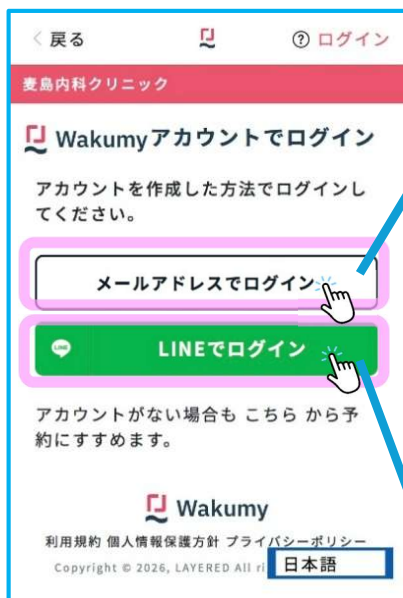 〈 戻る
? ログイン
麦島内科クリニック
Wakumyアカウントでログイン
アカウントを作成した方法でログインし
てください。
メールアドレスでログイン
LINE
LINEでログイン
アカウントがない場合も こちら から予
約にすすめます。
Wakumy
利用規約 個人情報保護方針 プライバシーポリシー
Copyright © 2026, LAYERED All ri
日本語